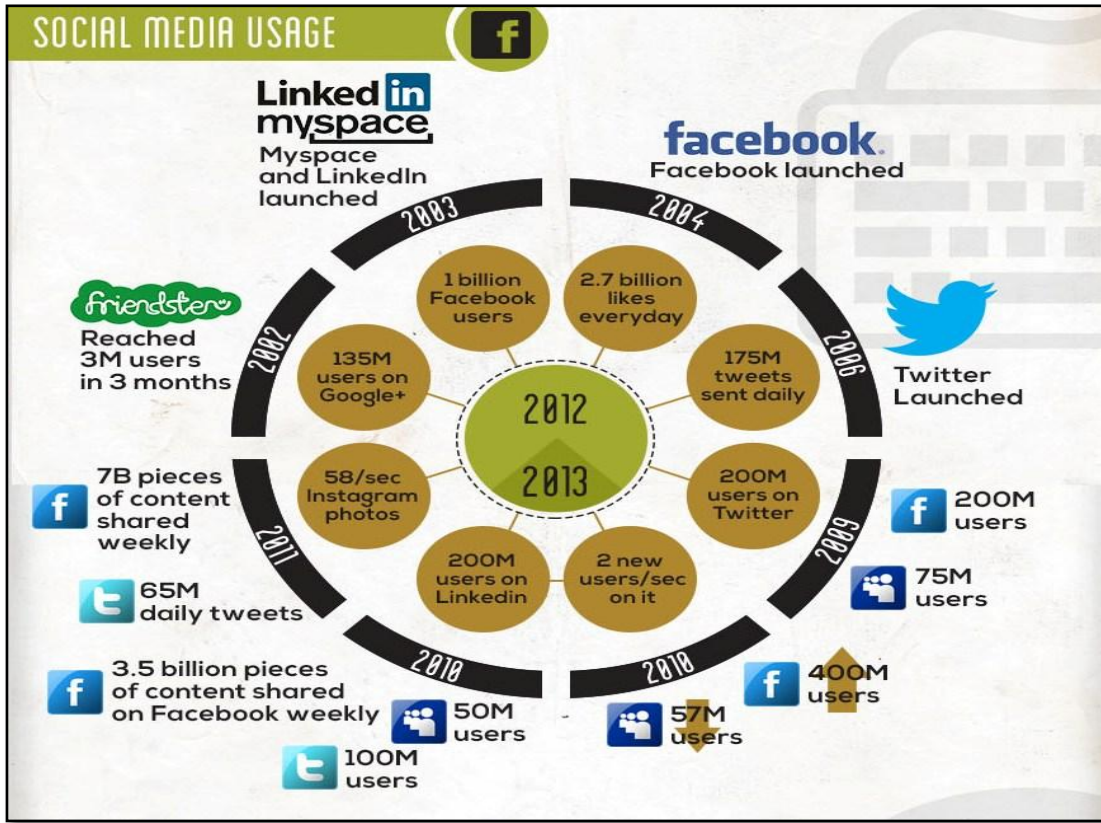 SOCIAL MEDIA USAGE
f
Linked in
myspace
Myspace
and LinkedIn
launched
facebook
Facebook launched
2003
2004
friendster
Reached
3M users
in 3 months
2002
1 billion
Facebook
users
2.7 billion
likes
everyday
135M
users on
Google+
175M
tweets
sent daily
2006
Twitter
Launched
2012
2013
58/sec
Instagram
photos
200M
users on
Twitter
200M
users on
Linkedin
2 new
users/sec
on it
2011
2009
f
7B pieces
of content
shared
weekly
f
200M
users
t
65M
daily tweets
75M
users
2010
2010
f
3.5 billion pieces
of content shared
on Facebook weekly
50M
users
t
100M
users
57M
users
f
400M
users